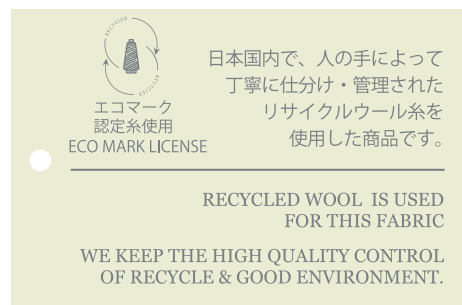 RECYCLED
RECYCLED
エコマーク
認定糸使用
ECO MARK LICENSE
日本国内で、人の手によって
丁寧に仕分け・管理された
リサイクルウール糸を
使用した商品です。
RECYCLED WOOL IS USED
FOR THIS FABRIC
WE KEEP THE HIGH QUALITY CONTROL
OF RECYCLE & GOOD ENVIRONMENT.